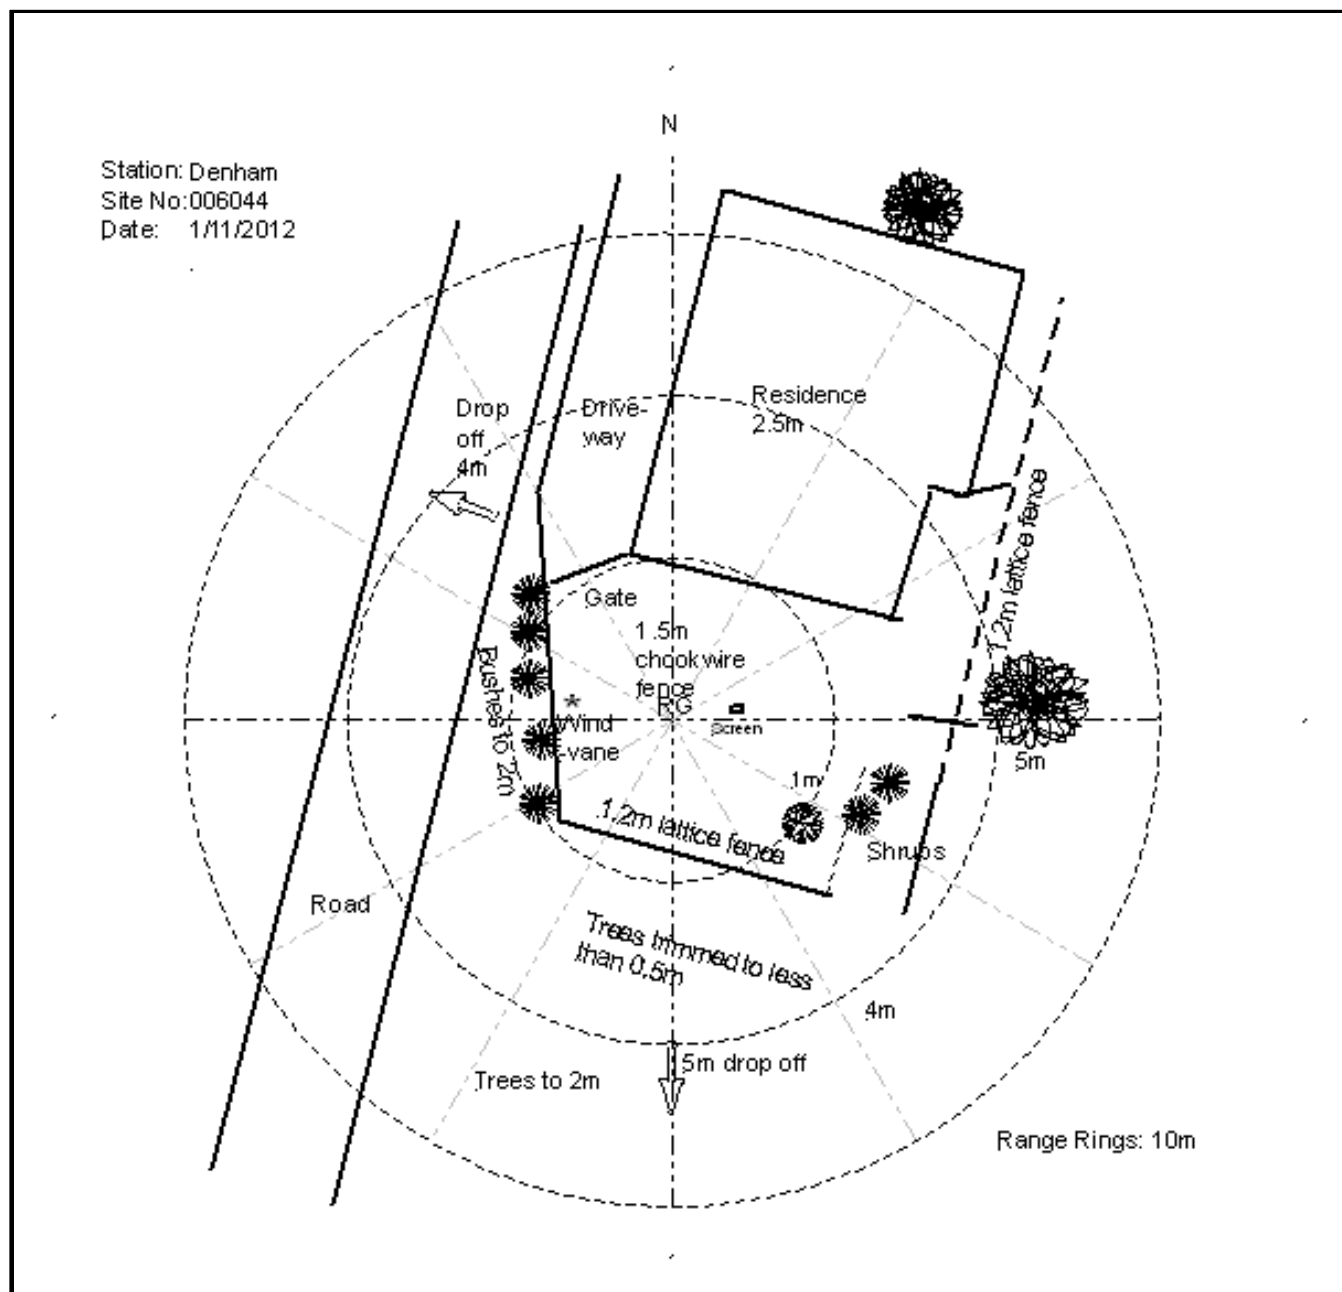 N
Station: Denham
Site No:006044
Date: 1/11/2012
Drop
off
4m
Drive-
way
Residence
2.5m
1.2m lattice fence
Gate
1.5m
chookwire
fence
RG
Bushes to 2m
Wind
-vane
Screen
5m
1m
1.2m lattice fence
Shrubs
Road
Trees trimmed to less
than 0.5m
4m
5m drop off
Trees to 2m
Range Rings: 10m